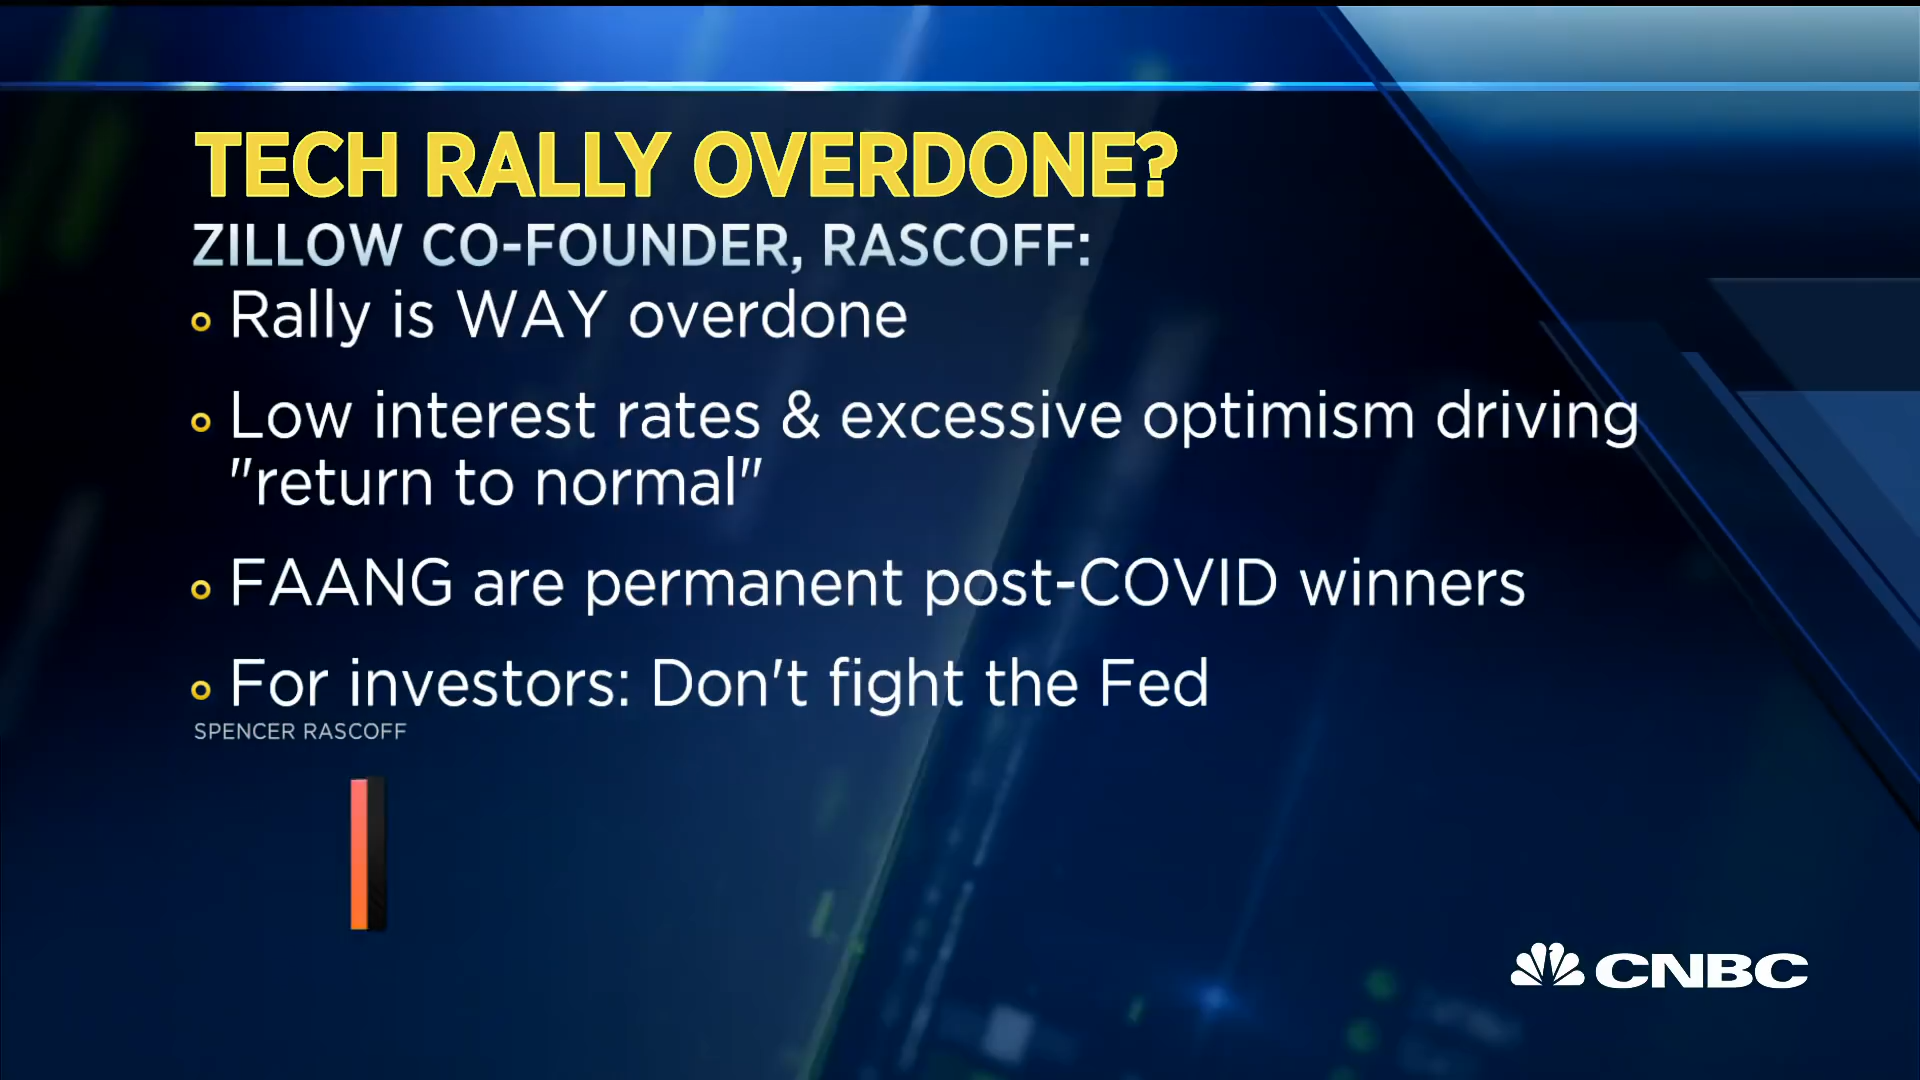 TECH RALLY OVERDONE?
ZILLOW CO-FOUNDER, RASCOFF:
Rally is WAY overdone
Low interest rates & excessive optimism driving
"return to normal"
FAANG are permanent post-COVID winners
For investors: Don't fight the Fed
SPENCER RASCOFF
CNBC